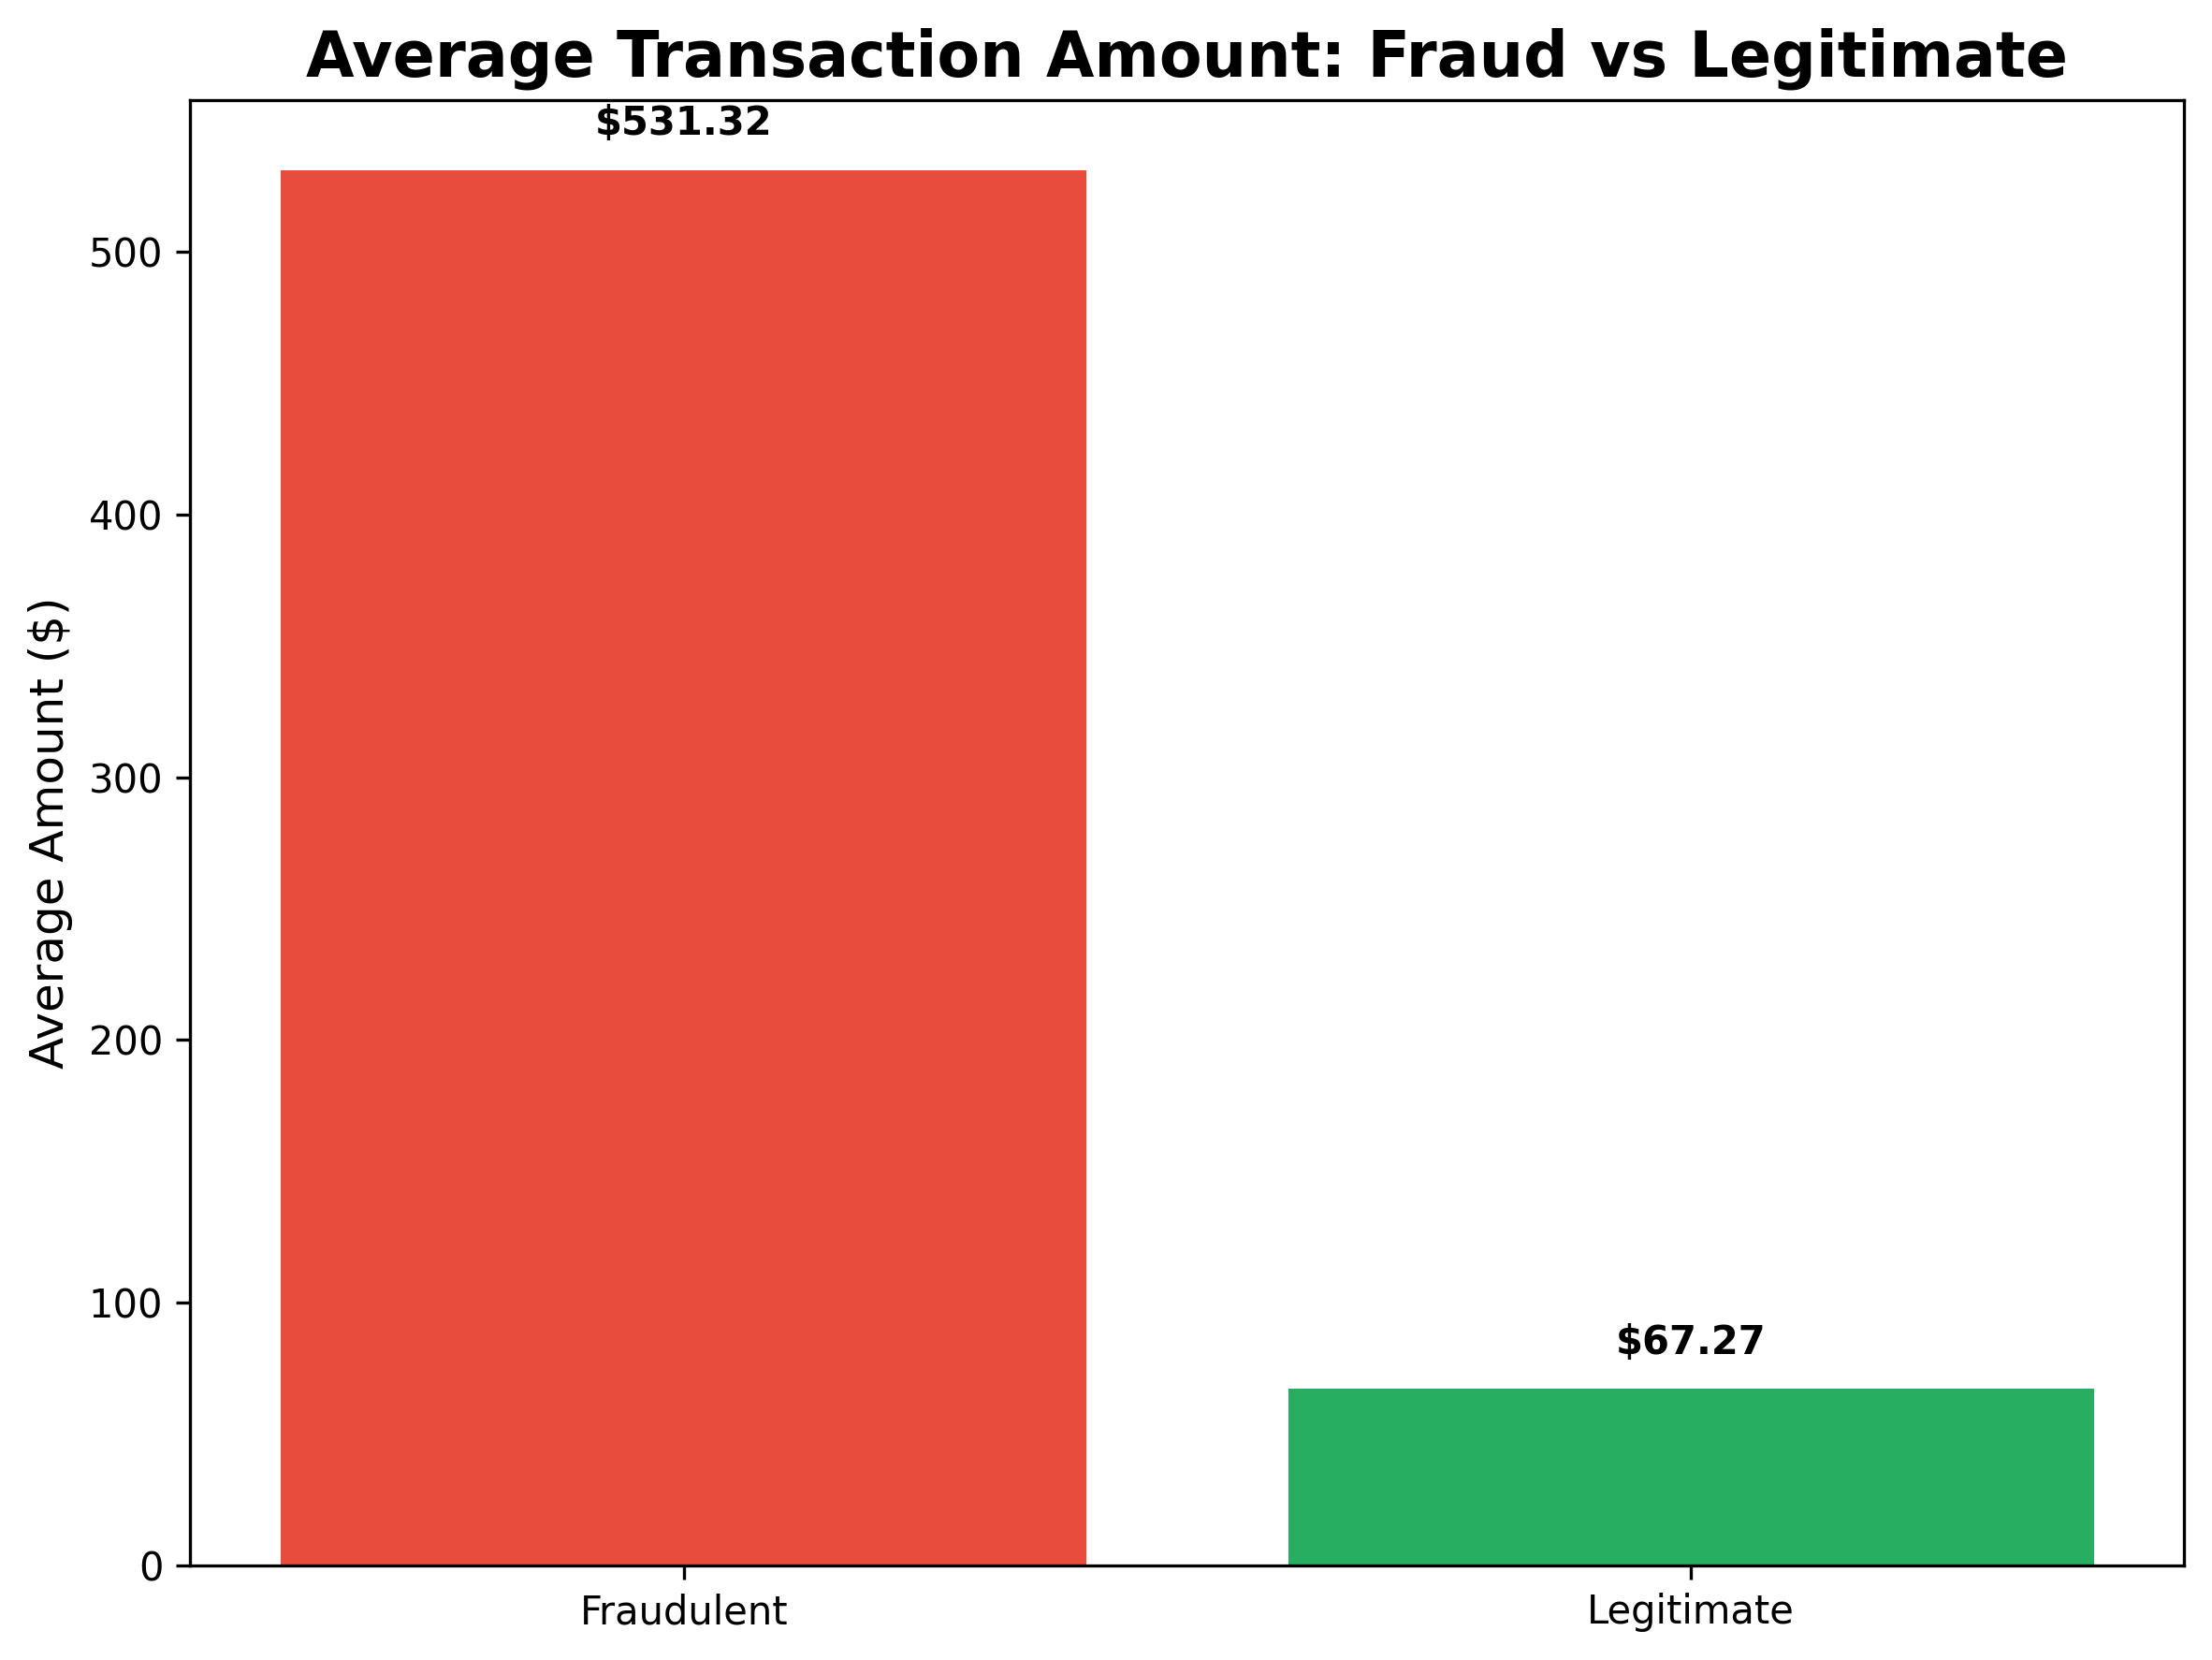 Average Transaction Amount: Fraud vs Legitimate
$531.32
500
400
300
200
100
0
Average Amount ($)
$67.27
Fraudulent
Legitimate